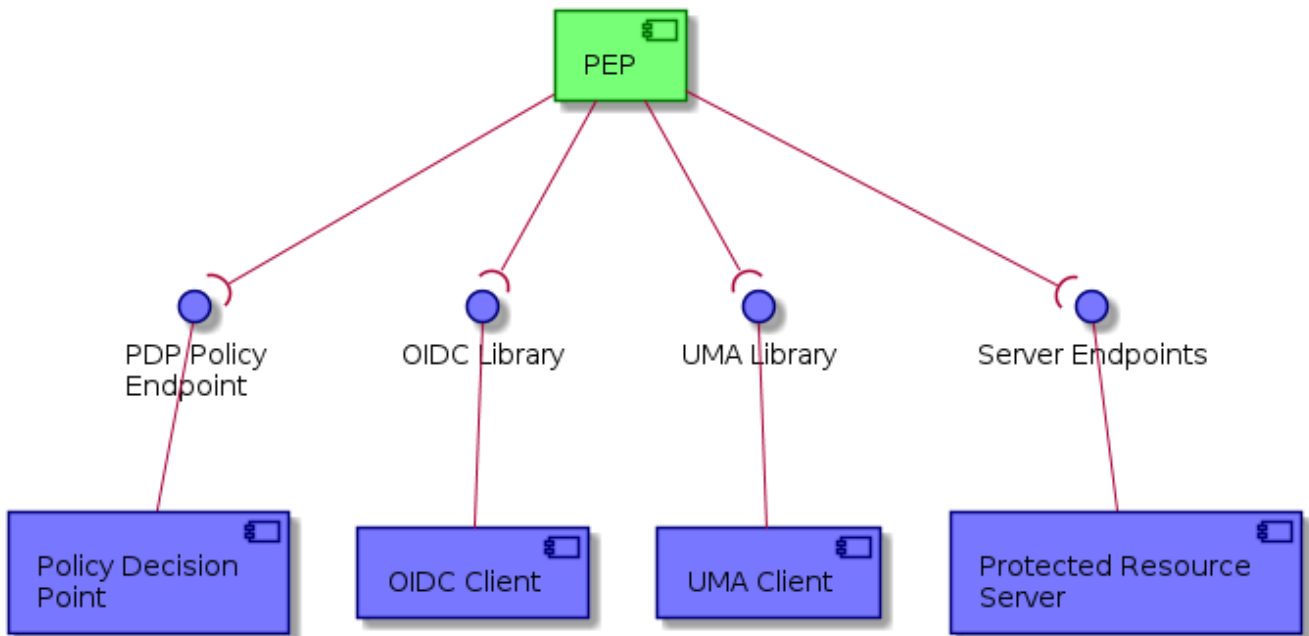 PEP
PDP Policy
Endpoint
OIDC Library
UMA Library
Server Endpoints
Policy Decision
Point
OIDC Client
UMA Client
Protected Resource
Server